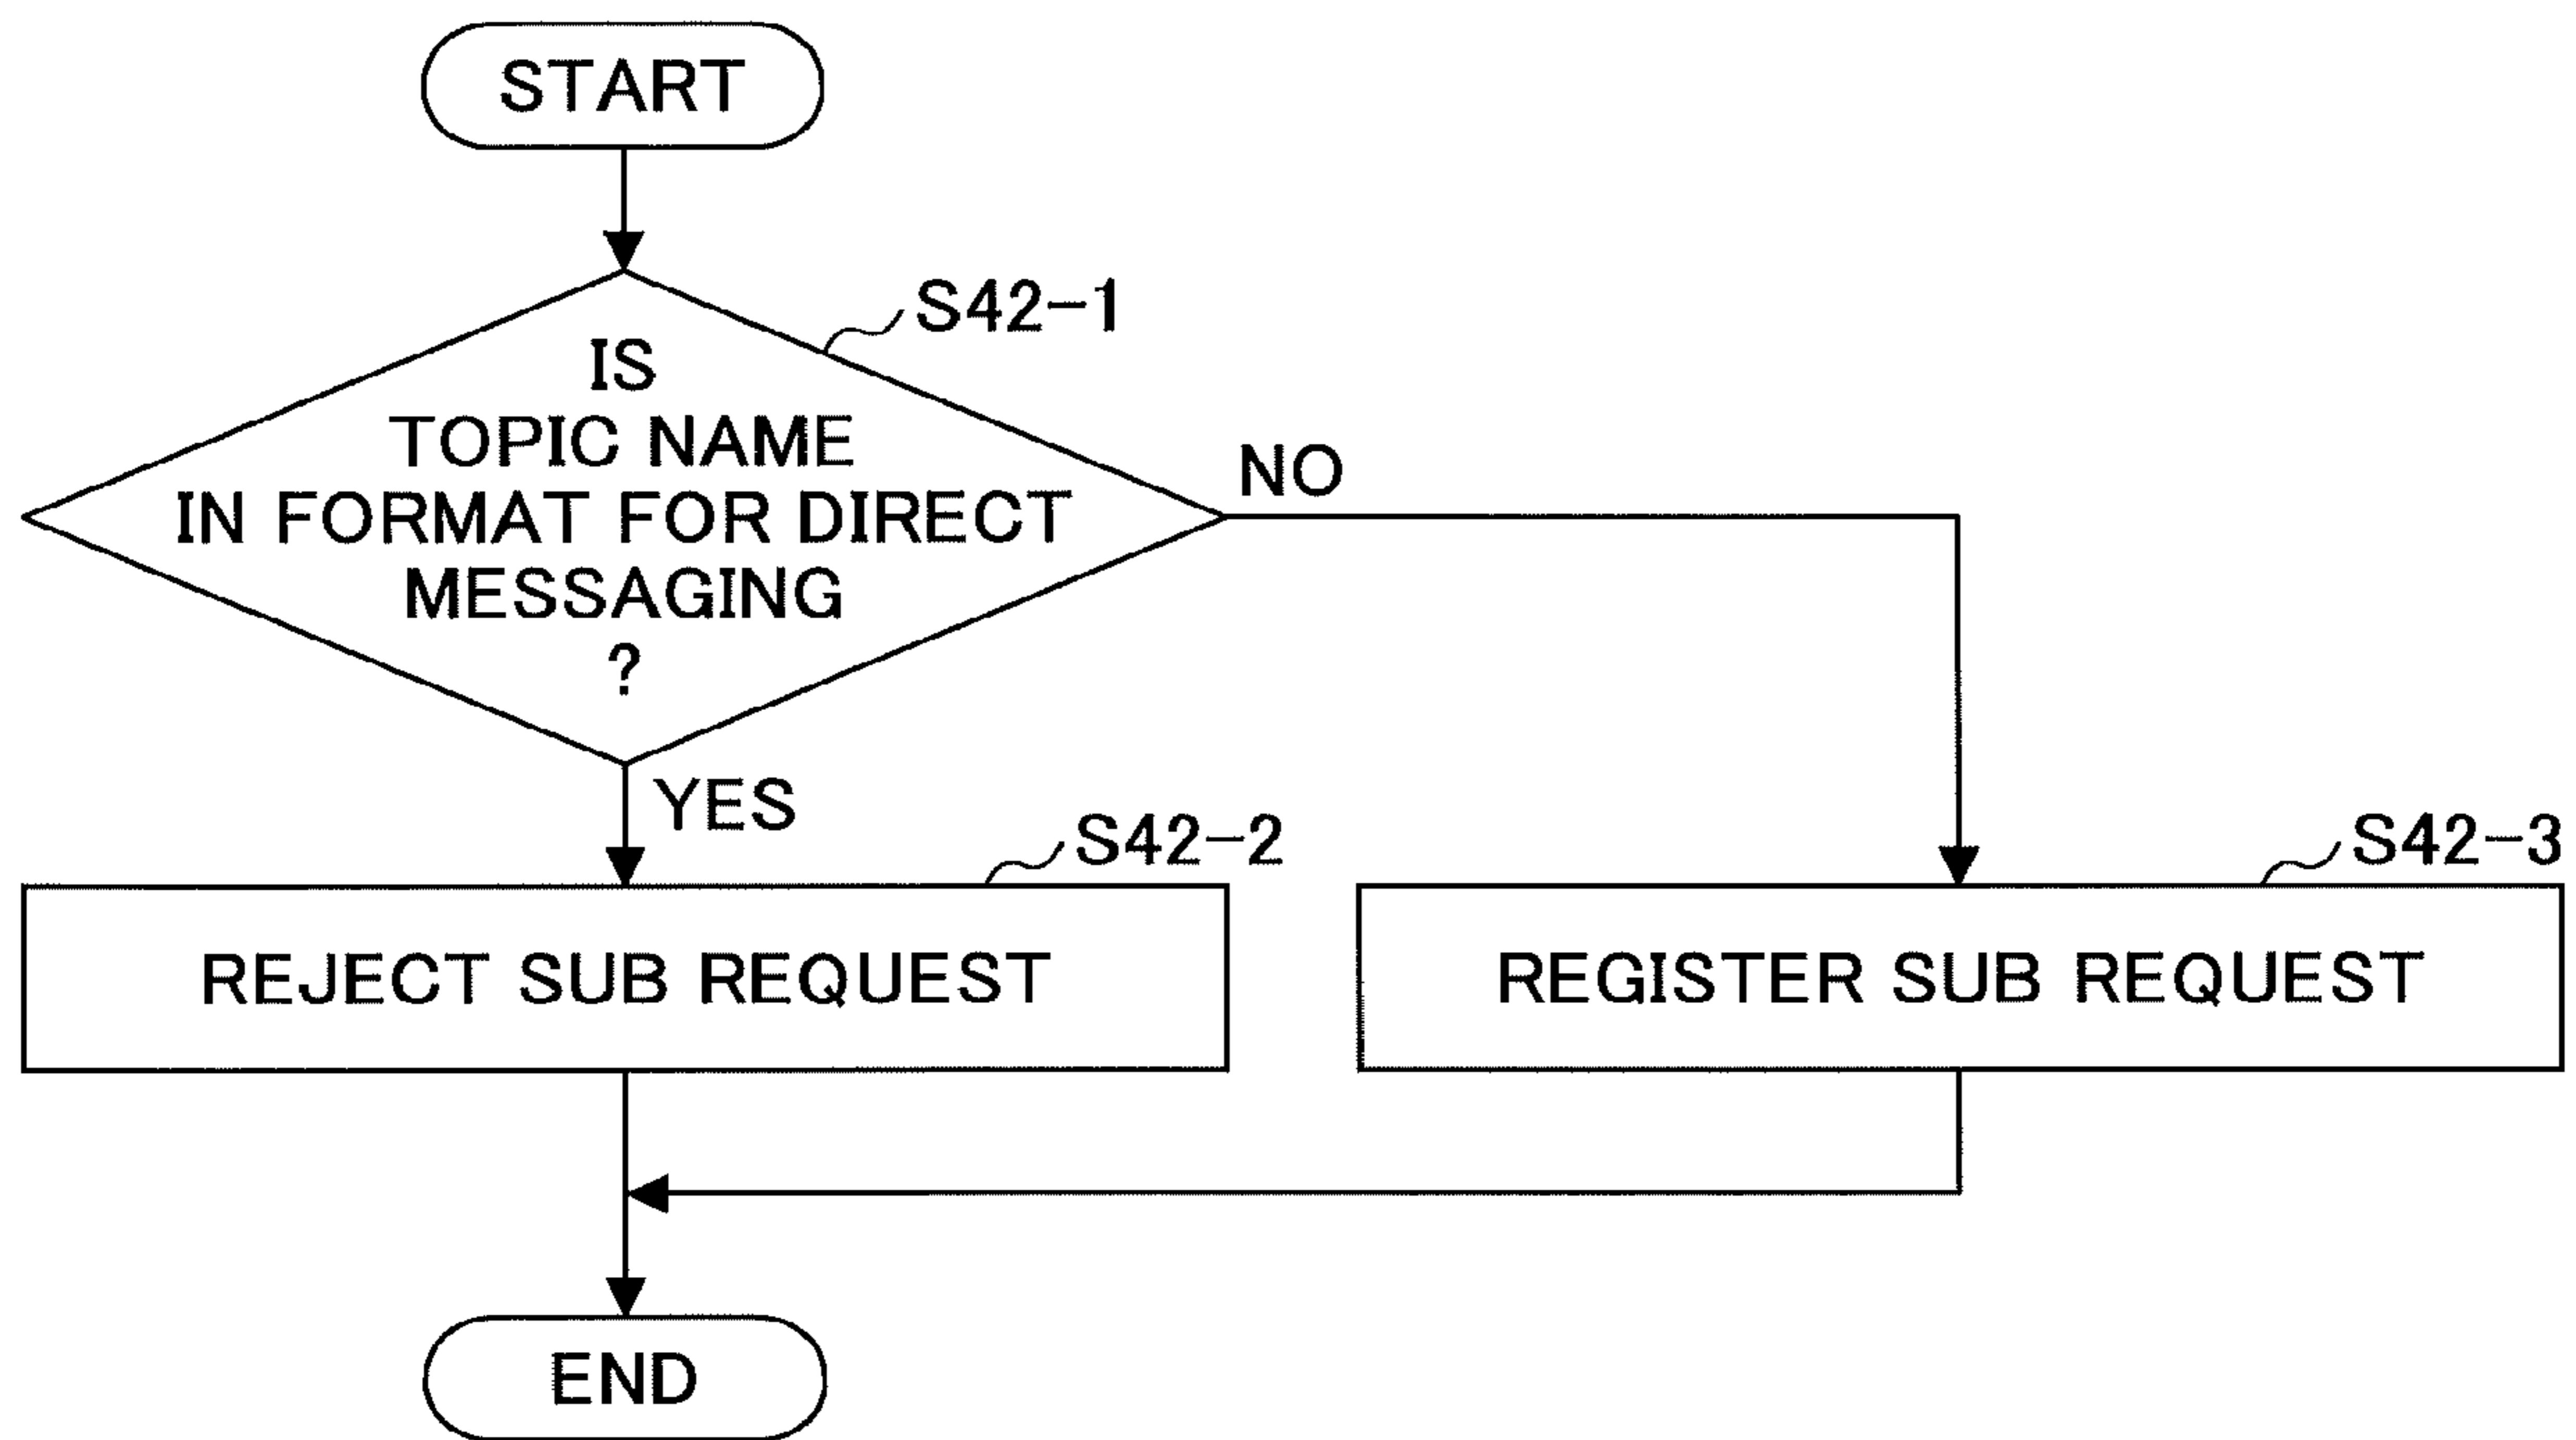 START
S42-1
IS
TOPIC NAME
IN FORMAT FOR DIRECT
MESSAGING
?
NO
YES
S42-2
REJECT SUB REQUEST
S42-3
REGISTER SUB REQUEST
END